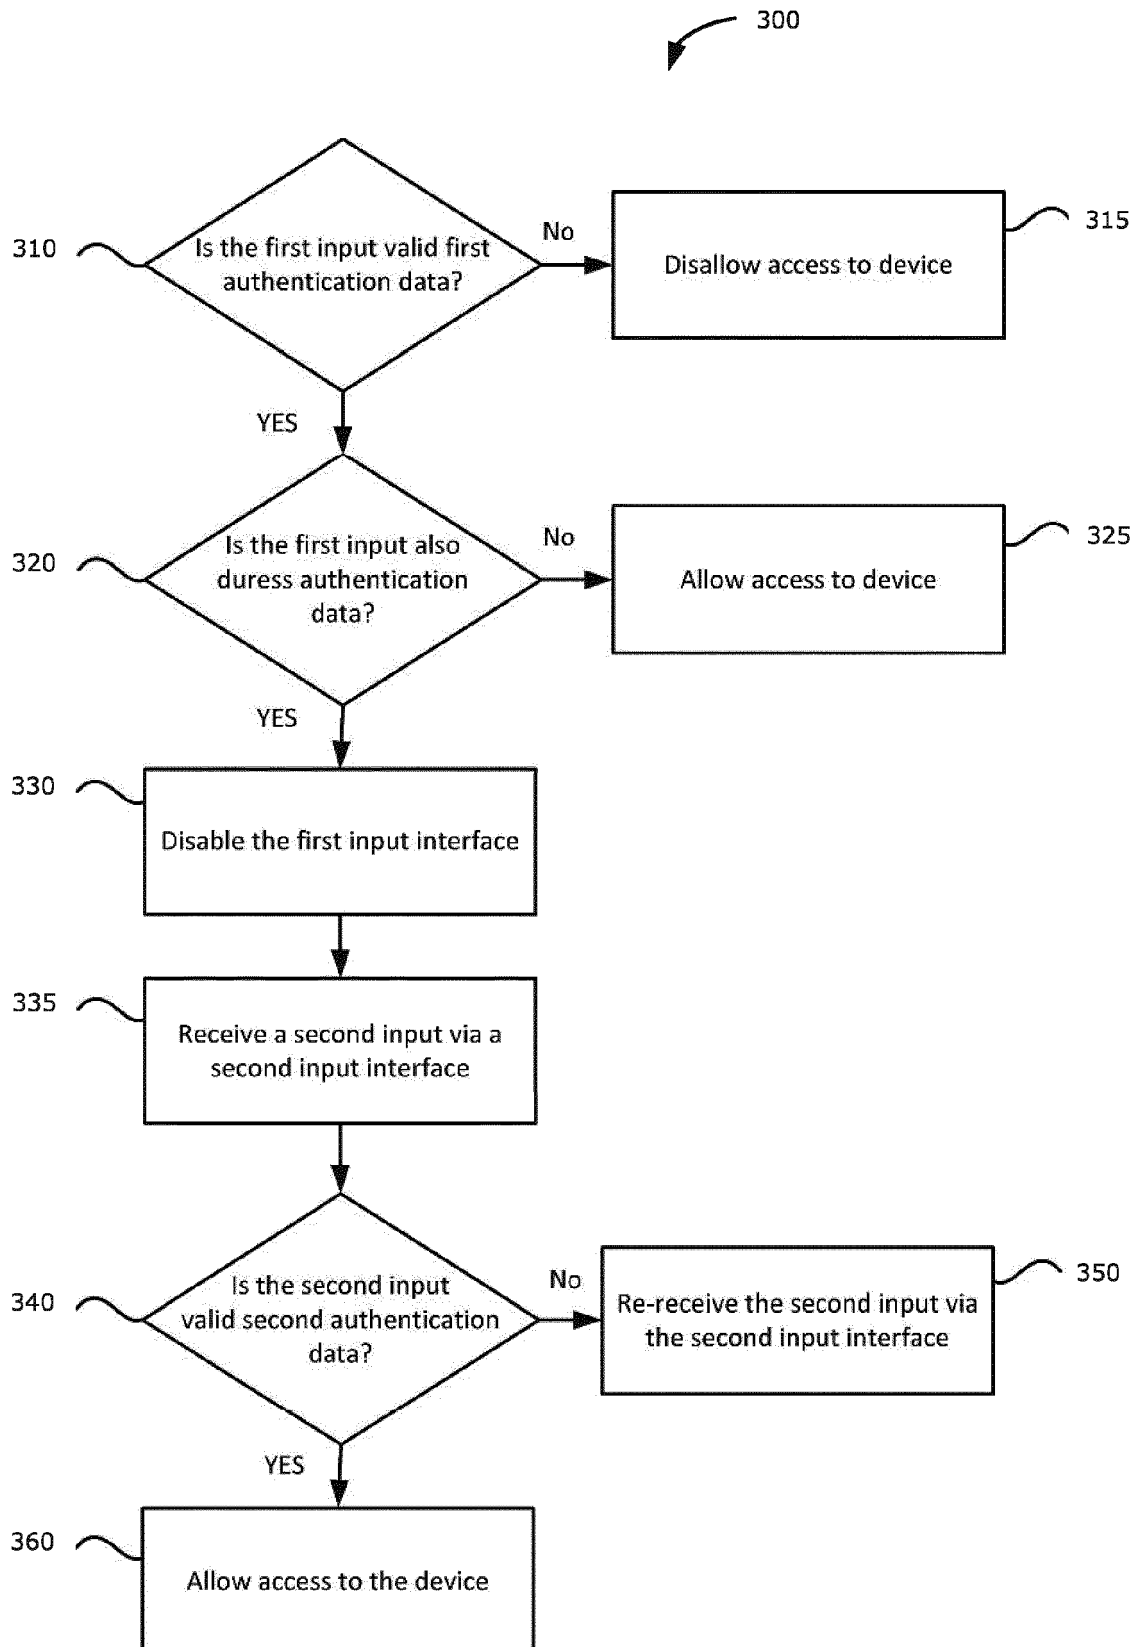 300
310
Is the first input valid first
authentication data?
No
Disallow access to device
315
YES
320
Is the first input also
duress authentication
data?
No
Allow access to device
325
YES
330
Disable the first input interface
335
Receive a second input via a
second input interface
340
Is the second input
valid second authentication
data?
No
Re-receive the second input via
the second input interface
350
YES
360
Allow access to the device